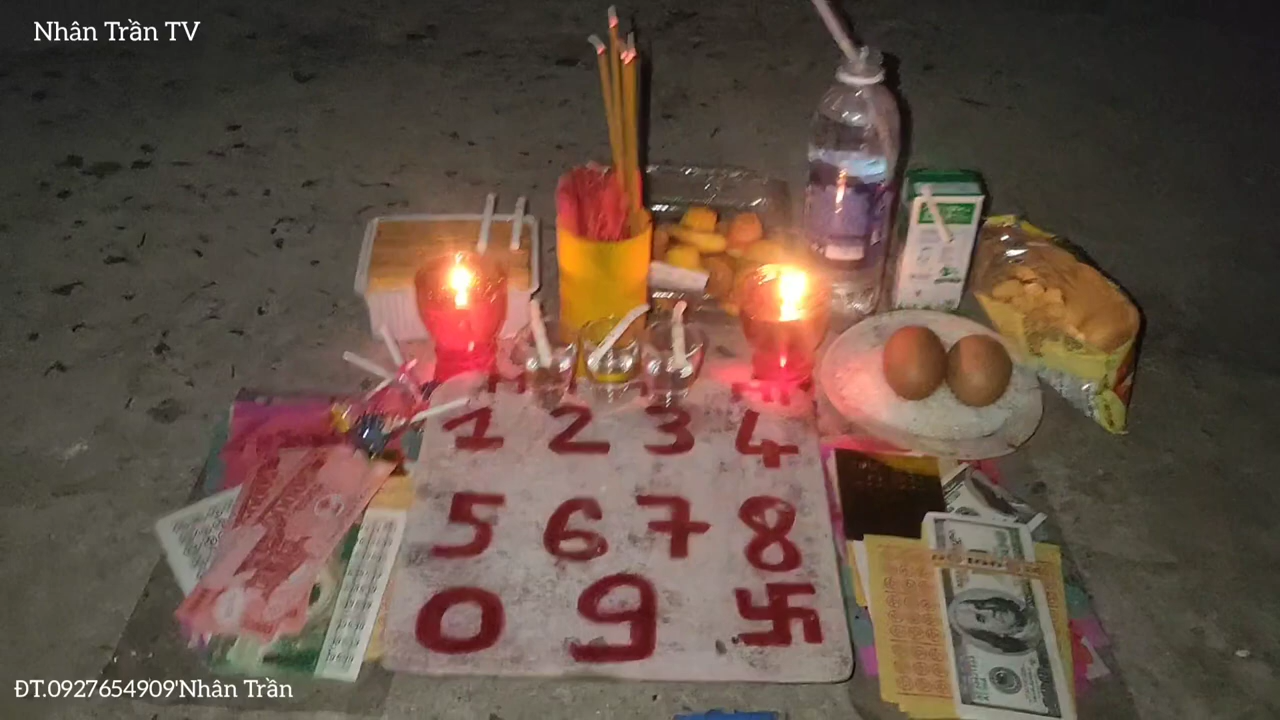 Nhân Trần TV
1 2 3 4
5 6 7 8
0 9 卐
ĐT.0927654909'Nhân Trần